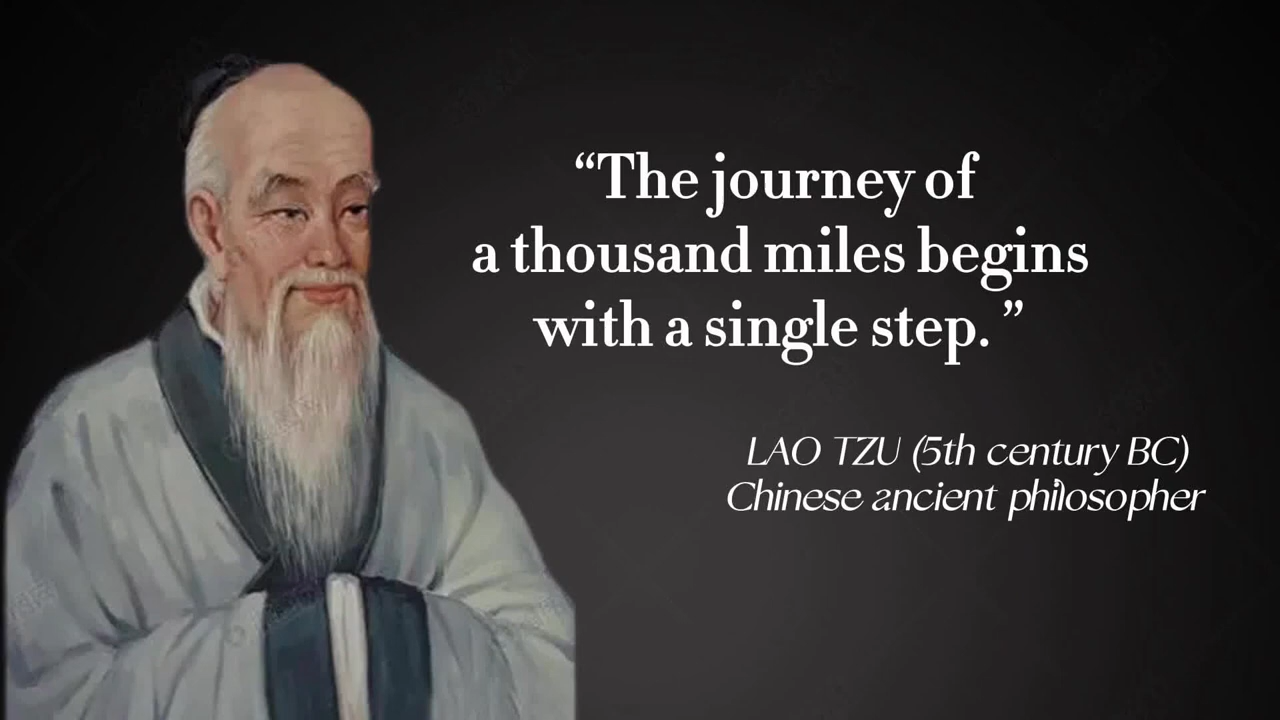 “The journey of
a thousand miles begins
with a single step. ”
LAO TZU (5th century BC)
Chinese ancient philosopher